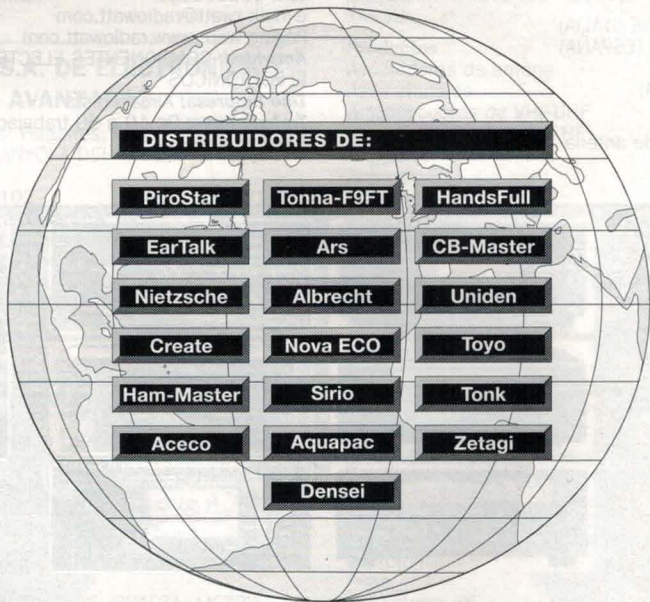 DISTRIBUIDORES DE:
PiroStar Tonna-F9FT HandsFull
EarTalk Ars CB-Master
Nietzsche Albrecht Uniden
Create Nova ECO Toyo
Ham-Master Sirio Tonk
Aceco Aquapac Zetagi
Densei